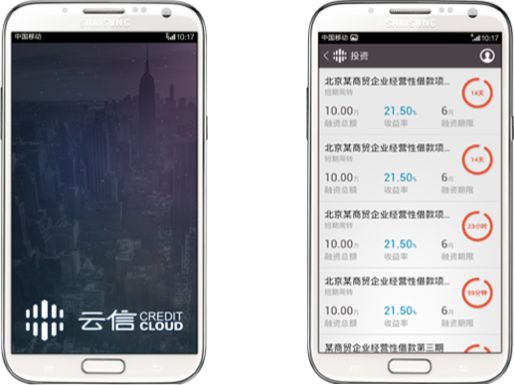 SAMSUNG
中国移动 10:17
云信 CREDIT CLOUD
SAMSUNG
中国移动 10:17
投资
北京某商贸企业经营性借款项...
短期周转
14天
10.00万 21.50% 6月
融资总额 收益率 融资期限
北京某商贸企业经营性借款项...
短期周转
14天
10.00万 21.50% 6月
融资总额 收益率 融资期限
北京某商贸企业经营性借款项...
短期周转
23小时
10.00万 21.50% 6月
融资总额 收益率 融资期限
北京某商贸企业经营性借款项...
短期周转
59分钟
10.00万 21.50% 6月
融资总额 收益率 融资期限
某商贸企业经营性借款第三期